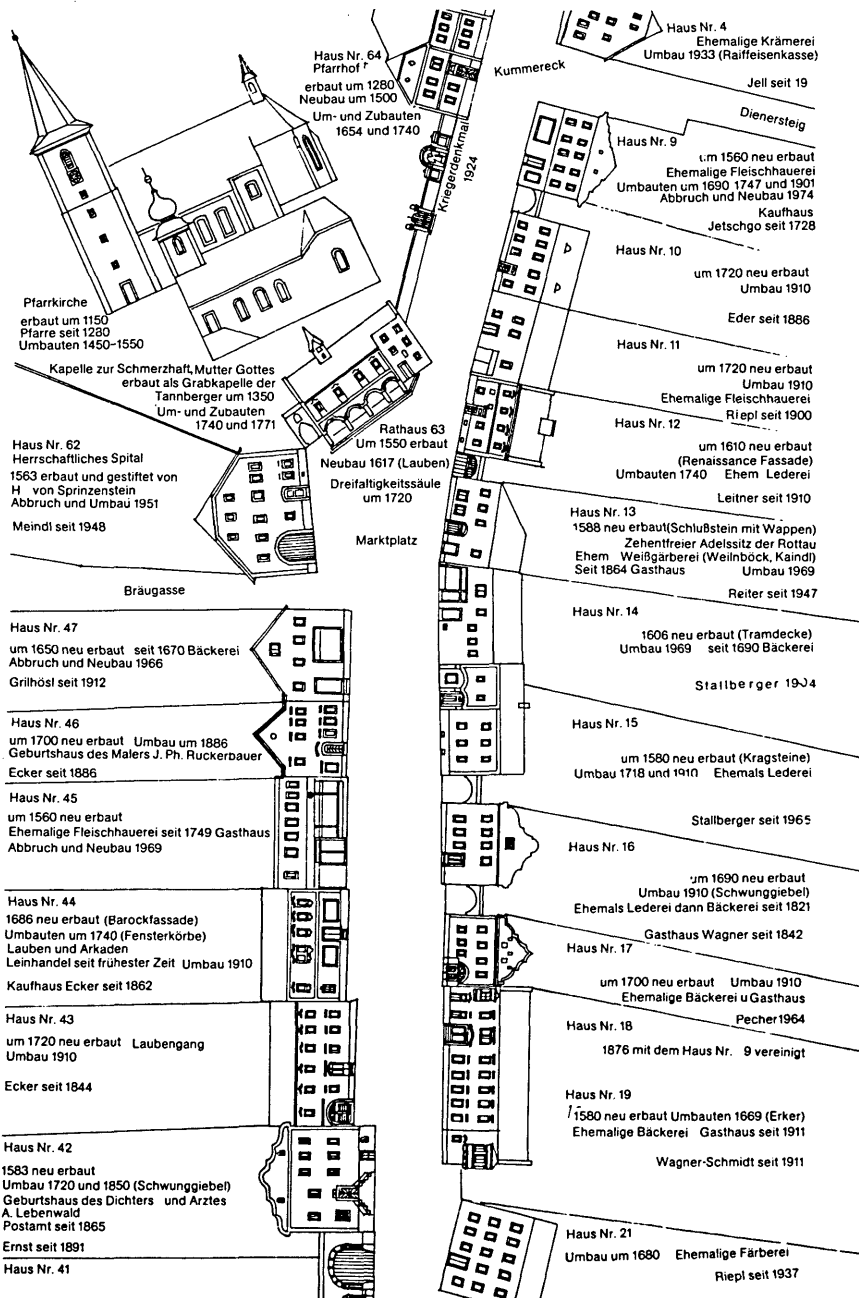 Haus Nr. 64
Pfarrhof
erbaut um 1280
Neubau um 1500
Um- und Zubauten
1654 und 1740
Kummereck
Kriegerdenkmal
1924
Haus Nr. 4
Ehemalige Krämerei
Umbau 1933 (Raiffeisenkasse)
Jell seit 19
Dienersteig
Haus Nr. 9
um 1560 neu erbaut
Ehemalige Fleischhauerei
Umbauten um 1690 1747 und 1901
Abbruch und Neubau 1974
Kaufhaus
Jetschgo seit 1728
Haus Nr. 10
um 1720 neu erbaut
Umbau 1910
Eder seit 1886
Haus Nr. 11
um 1720 neu erbaut
Umbau 1910
Ehemalige Fleischhauerei
Riepl seit 1900
Haus Nr. 12
um 1610 neu erbaut
(Renaissance Fassade)
Umbauten 1740 Ehem Lederei
Leitner seit 1910
Haus Nr. 13
1588 neu erbaut(Schlußstein mit Wappen)
Zehentfreier Adelssitz der Rottau
Ehem Weißgärberei (Weilnböck, Kaindl)
Seit 1864 Gasthaus Umbau 1969
Reiter seit 1947
Haus Nr. 14
1606 neu erbaut (Tramdecke)
Umbau 1969 seit 1690 Bäckerei
Stallberger
Haus Nr. 15
um 1580 neu erbaut (Kragsteine)
Umbau 1718 und 1910 Ehemals Lederei
Stallberger seit 1965
Haus Nr. 16
um 1690 neu erbaut
Umbau 1910 (Schwunggiebel)
Ehemals Lederei dann Bäckerei seit 1821
Gasthaus Wagner seit 1842
Haus Nr. 17
um 1700 neu erbaut Umbau 1910
Ehemalige Bäckerei u Gasthaus
Pecher 1964
Haus Nr. 18
1876 mit dem Haus Nr. 9 vereinigt
Haus Nr. 19
1580 neu erbaut Umbauten 1669 (Erker)
Ehemalige Bäckerei Gasthaus seit 1911
Wagner-Schmidt seit 1911
Haus Nr. 21
Umbau um 1680 Ehemalige Färberei
Riepl seit 1937
Pfarrkirche
erbaut um 1150
Pfarre seit 1280
Umbauten 1450-1550
Kapelle zur Schmerzhaft. Mutter Gottes
erbaut als Grabkapelle der
Tannberger um 1350
Um- und Zubauten
1740 und 1771
Rathaus 63
Um 1550 erbaut
Neubau 1617 (Lauben)
Dreifaltigkeitssäule
um 1720
Marktplatz
Haus Nr. 62
Herrschaftliches Spital
1563 erbaut und gestiftet von
H von Sprinzenstein
Abbruch und Umbau 1951
Meindl seit 1948
Bräugasse
Haus Nr. 47
um 1650 neu erbaut seit 1670 Bäckerei
Abbruch und Neubau 1966
Grilhösl seit 1912
Haus Nr. 46
um 1700 neu erbaut Umbau um 1886
Geburtshaus des Malers J. Ph. Ruckerbauer
Ecker seit 1886
Haus Nr. 45
um 1560 neu erbaut
Ehemalige Fleischhauerei seit 1749 Gasthaus
Abbruch und Neubau 1969
Haus Nr. 44
1686 neu erbaut (Barockfassade)
Umbauten um 1740 (Fensterkörbe)
Lauben und Arkaden
Leinhandel seit frühester Zeit Umbau 1910
Kaufhaus Ecker seit 1862
Haus Nr. 43
um 1720 neu erbaut Laubengang
Umbau 1910
Ecker seit 1844
Haus Nr. 42
1583 neu erbaut
Umbau 1720 und 1850 (Schwunggiebel)
Geburtshaus des Dichters und Arztes
A. Lebenwald
Postamt seit 1865
Ernst seit 1891
Haus Nr. 41